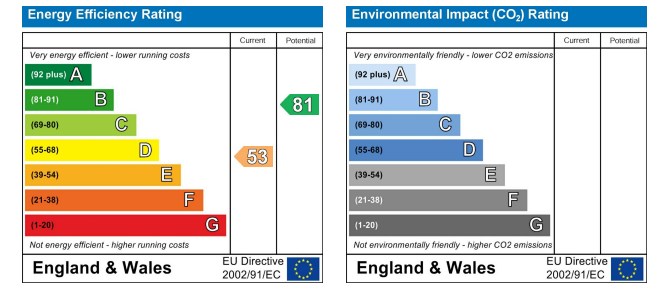 Energy Efficiency Rating
Current Potential
Very energy efficient - lower running costs
(92 plus) A
(81-91) B
81
(69-80) C
(55-68) D
53
(39-54) E
(21-38) F
(1-20) G
Not energy efficient - higher running costs
England & Wales
EU Directive
2002/91/EC
Environmental Impact (CO₂) Rating
Current Potential
Very environmentally friendly - lower CO2 emissions
(92 plus) A
(81-91) B
(69-80) C
(55-68) D
(39-54) E
(21-38) F
(1-20) G
Not environmentally friendly - higher CO2 emissions
England & Wales
EU Directive
2002/91/EC